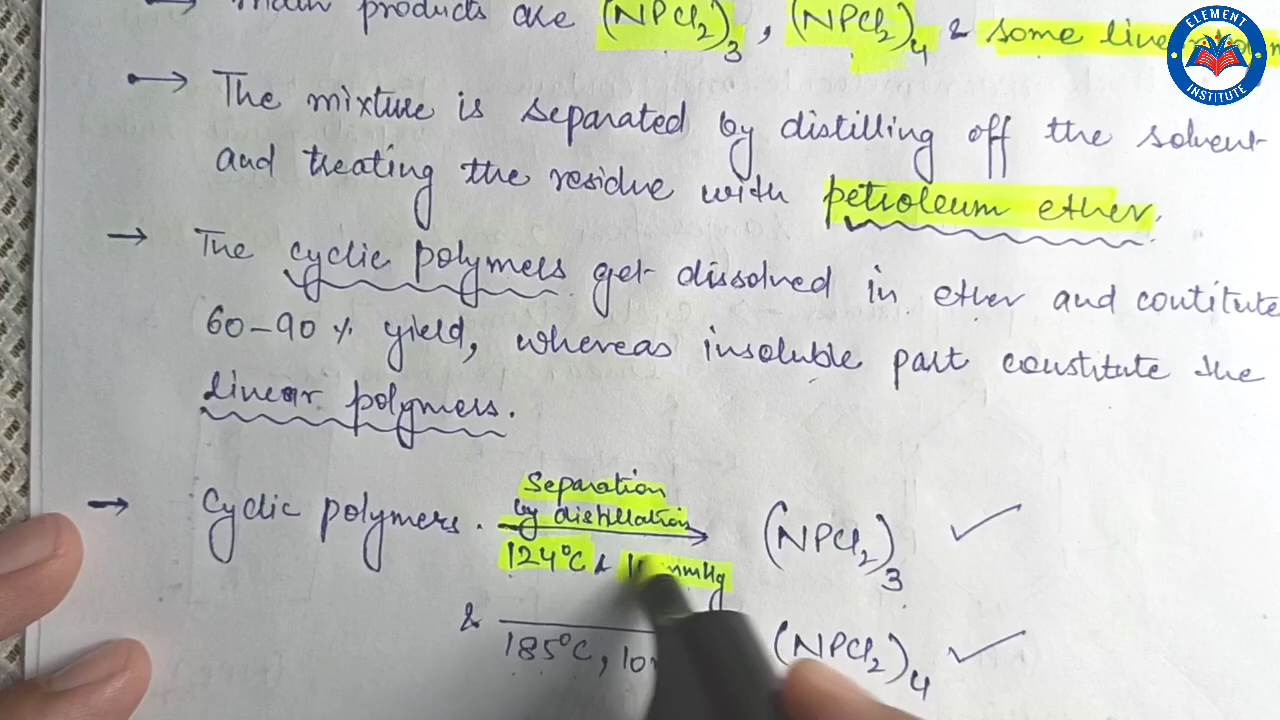 → Main products are (NPCl₂)₃, (NPCl₂)₄ & some
→ The mixture is separated by distilling off the solvent
and treating the residue with petroleum ether.
→ The cyclic polymers get dissolved in ether and contitute
60-90% yield, whereas insoluble part constitute the
linear polymers.
Separation
by distillation
→ Cyclic polymers. → (NPCl₂)₃ ✓
124°C & mmHg
& (NPCl₂)₄ ✓
185°C, 10
ELEMENT
INSTITUTE